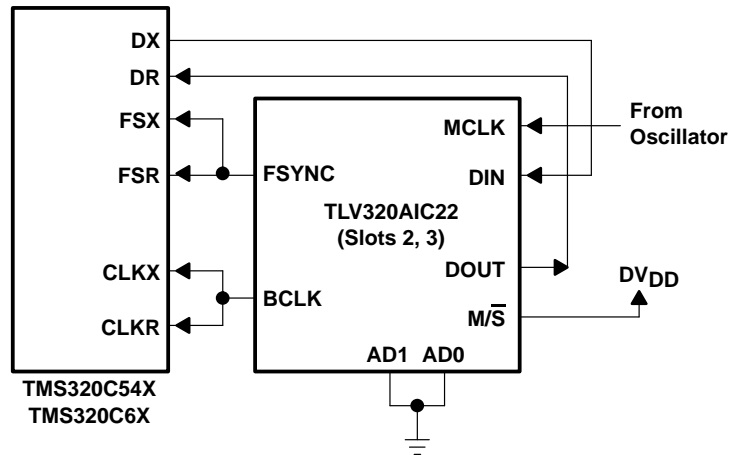 DX
DR
FSX
FSR
CLKX
CLKR
TMS320C54X
TMS320C6X
FSYNC
BCLK
MCLK
DIN
TLV320AIC22
(Slots 2, 3)
DOUT
M/S̅
AD1 AD0
From
Oscillator
DVDD